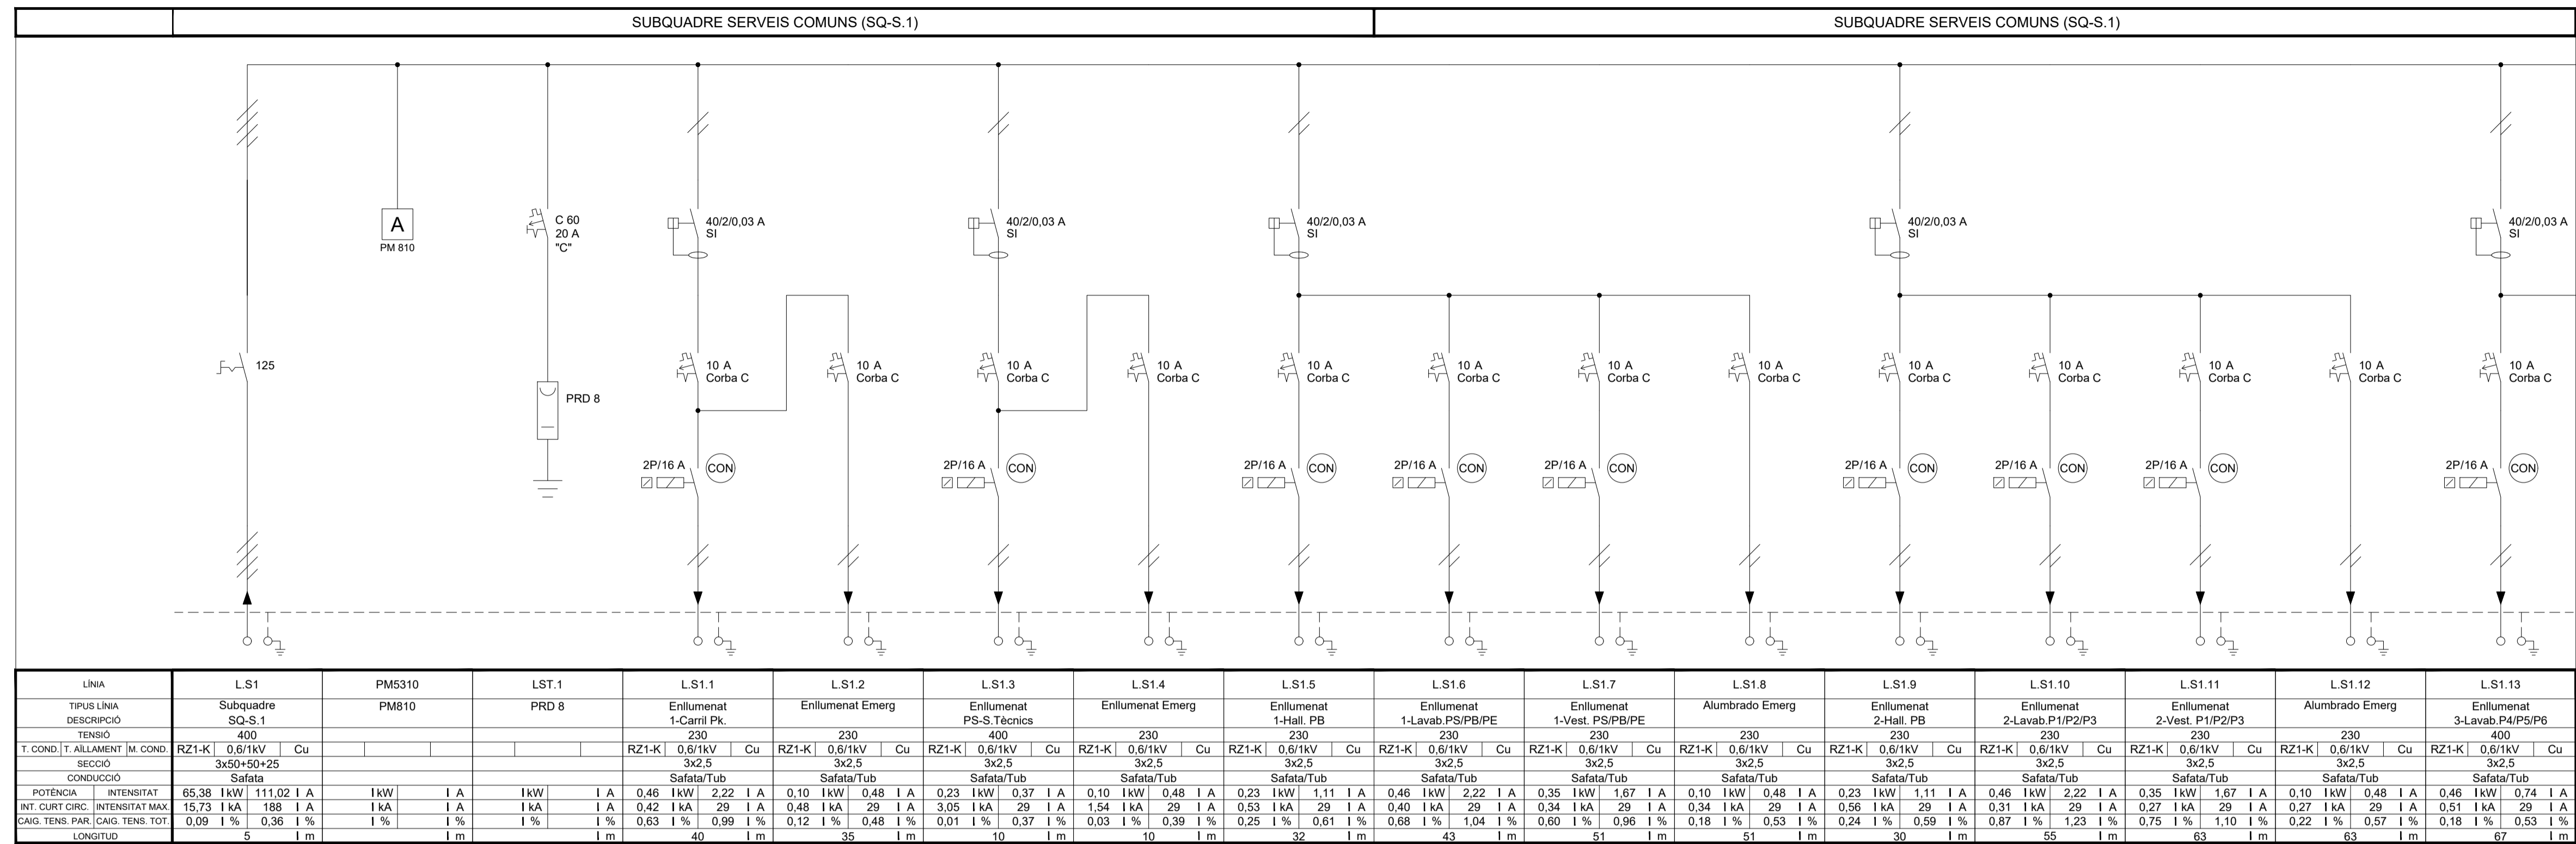 SUBQUADRE SERVEIS COMUNS (SQ-S.1) SUBQUADRE SERVEIS COMUNS (SQ-S.1)
A
PM 810
C 60
20 A
"C"
40/2/0,03 A 40/2/0,03 A 40/2/0,03 A 40/2/0,03 A 40/2/0,03 A
SI SI SI SI SI
125
10 A 10 A 10 A 10 A 10 A 10 A 10 A 10 A 10 A 10 A 10 A 10 A 10 A
Corba C Corba C Corba C Corba C Corba C Corba C Corba C Corba C Corba C Corba C Corba C Corba C Corba C
PRD 8
2P/16 A CON 2P/16 A CON 2P/16 A CON 2P/16 A CON 2P/16 A CON 2P/16 A CON 2P/16 A CON 2P/16 A CON 2P/16 A CON
LÍNIA L.S1 PM5310 LST.1 L.S1.1 L.S1.2 L.S1.3 L.S1.4 L.S1.5 L.S1.6 L.S1.7 L.S1.8 L.S1.9 L.S1.10 L.S1.11 L.S1.12 L.S1.13
TIPUS LÍNIA Subquadre PM810 PRD 8 Enllumenat Enllumenat Emerg Enllumenat Enllumenat Emerg Enllumenat Enllumenat Enllumenat Alumbrado Emerg Enllumenat Enllumenat Enllumenat Alumbrado Emerg Enllumenat
DESCRIPCIÓ SQ-S.1 1-Carril Pk. PS-S.Tècnics 1-Hall. PB 1-Lavab.PS/PB/PE 1-Vest. PS/PB/PE 2-Hall. PB 2-Lavab.P1/P2/P3 2-Vest. P1/P2/P3 3-Lavab.P4/P5/P6
TENSIÓ 400 230 230 400 230 230 230 230 230 230 230 230 230 400
T. COND. T. AÏLLAMENT M. COND. RZ1-K 0,6/1kV Cu RZ1-K 0,6/1kV Cu RZ1-K 0,6/1kV Cu RZ1-K 0,6/1kV Cu RZ1-K 0,6/1kV Cu RZ1-K 0,6/1kV Cu RZ1-K 0,6/1kV Cu RZ1-K 0,6/1kV Cu RZ1-K 0,6/1kV Cu RZ1-K 0,6/1kV Cu RZ1-K 0,6/1kV Cu RZ1-K 0,6/1kV Cu RZ1-K 0,6/1kV Cu RZ1-K 0,6/1kV Cu
SECCIÓ 3x50+50+25 3x2,5 3x2,5 3x2,5 3x2,5 3x2,5 3x2,5 3x2,5 3x2,5 3x2,5 3x2,5 3x2,5 3x2,5 3x2,5
CONDUCCIÓ Safata Safata/Tub Safata/Tub Safata/Tub Safata/Tub Safata/Tub Safata/Tub Safata/Tub Safata/Tub Safata/Tub Safata/Tub Safata/Tub Safata/Tub Safata/Tub
POTÈNCIA INTENSITAT 65,38 kW 111,02 A kW A kW A 0,46 kW 2,22 A 0,10 kW 0,48 A 0,23 kW 0,37 A 0,10 kW 0,48 A 0,23 kW 1,11 A 0,46 kW 2,22 A 0,35 kW 1,67 A 0,10 kW 0,48 A 0,23 kW 1,11 A 0,46 kW 2,22 A 0,35 kW 1,67 A 0,10 kW 0,48 A 0,46 kW 0,74 A
INT. CURT CIRC. INTENSITAT MAX. 15,73 kA 188 A kA A kA A 0,42 kA 29 A 0,48 kA 29 A 3,05 kA 29 A 1,54 kA 29 A 0,53 kA 29 A 0,40 kA 29 A 0,34 kA 29 A 0,34 kA 29 A 0,56 kA 29 A 0,31 kA 29 A 0,27 kA 29 A 0,27 kA 29 A 0,51 kA 29 A
CAIG. TENS. PAR. CAIG. TENS. TOT. 0,09 % 0,36 % % % % % 0,63 % 0,99 % 0,12 % 0,48 % 0,01 % 0,37 % 0,03 % 0,39 % 0,25 % 0,61 % 0,68 % 1,04 % 0,60 % 0,96 % 0,18 % 0,53 % 0,24 % 0,59 % 0,87 % 1,23 % 0,75 % 1,10 % 0,22 % 0,57 % 0,18 % 0,53 %
LONGITUD 5 m m m 40 m 35 m 10 m 10 m 32 m 43 m 51 m 51 m 30 m 55 m 63 m 63 m 67 m